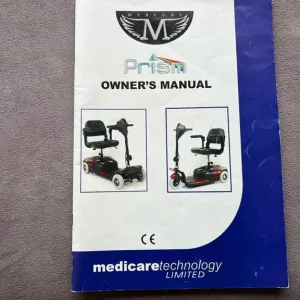 MERCURY
M
Prism
OWNER'S MANUAL
CE
medicaretechnology
LIMITED